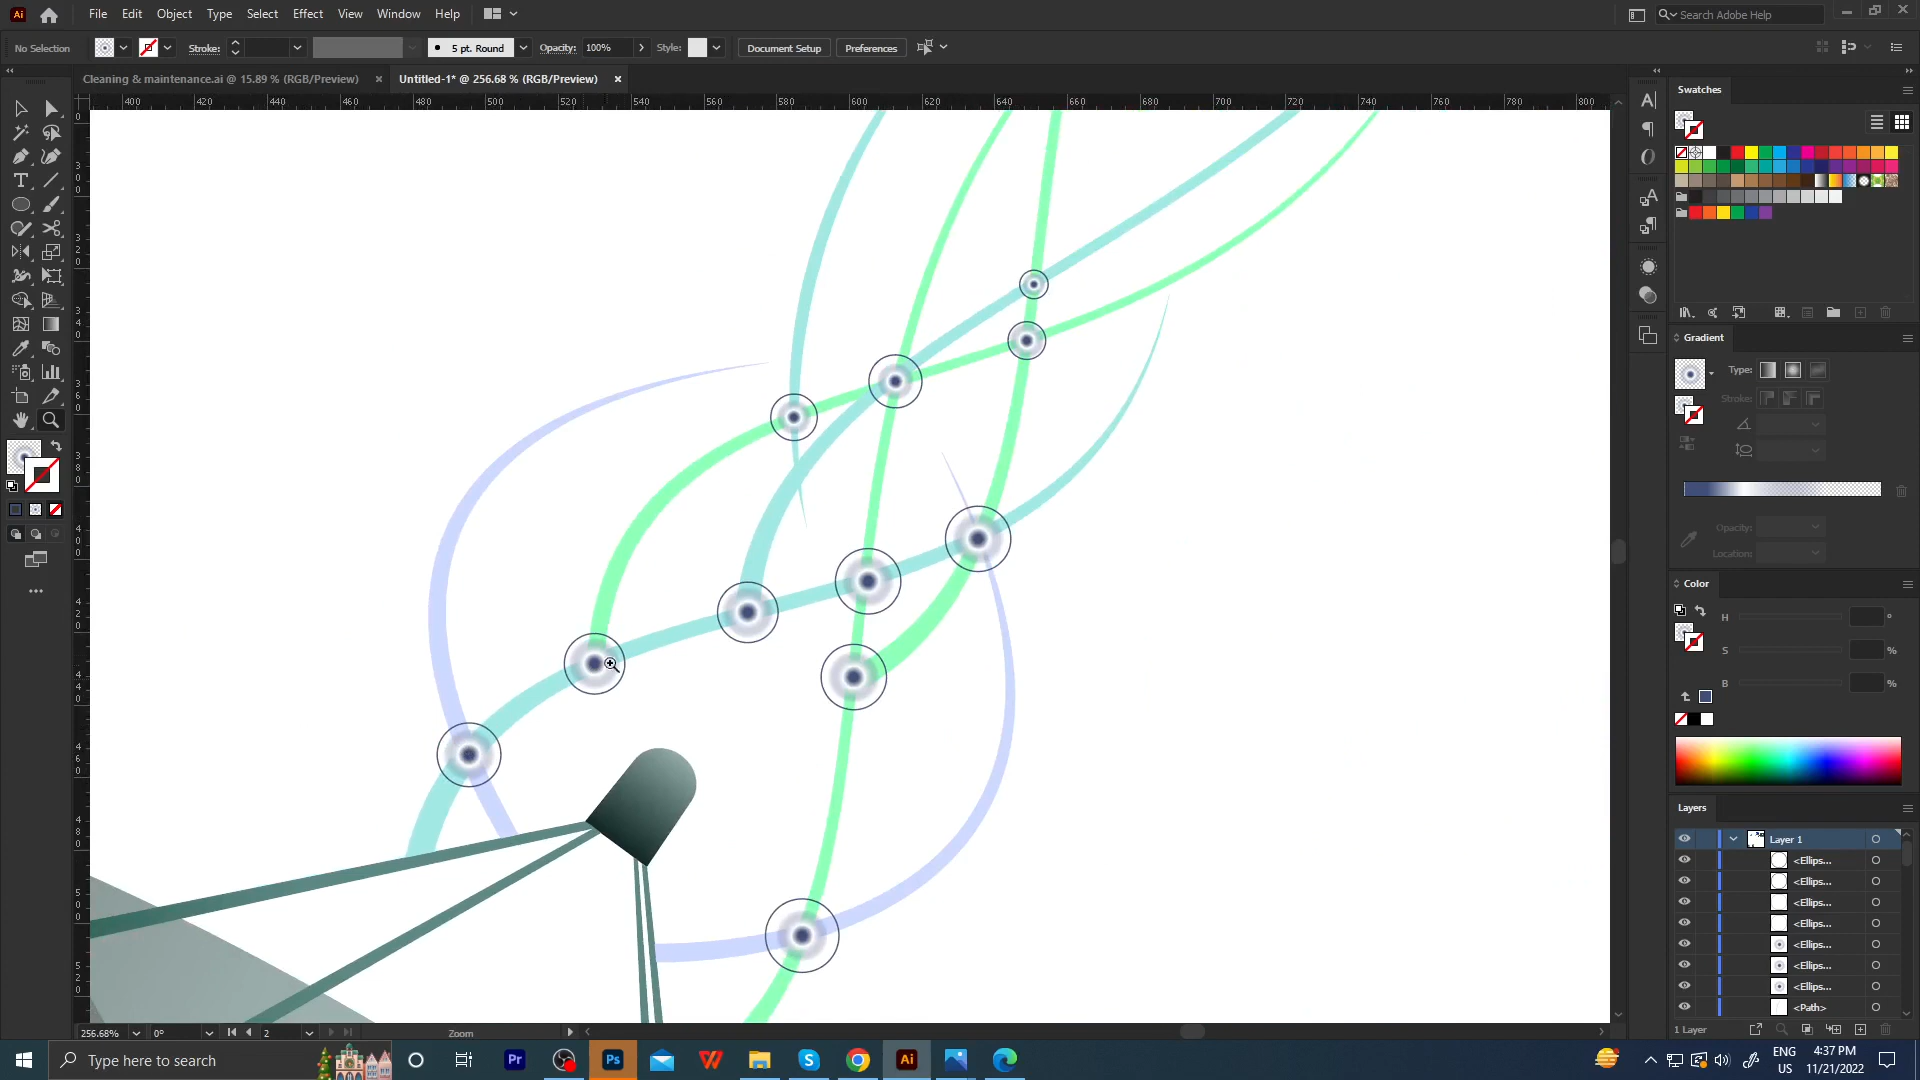 Ai File Edit Object Type Select Effect View Window Help Search Adobe Help
No Selection Stroke: 5 pt. Round Opacity: 100% Style: Document Setup Preferences
Cleaning & maintenance.ai @ 15.89 % (RGB/Preview) × Untitled-1* @ 256.68 % (RGB/Preview) ×
400 420 440 460 480 500 520 540 560 580 600 620 640 660 680 700 720 740 760 780 800
Swatches
Gradient
Type:
Stroke:
Opacity:
Location:
Color
H °
S %
B %
Layers
Layer 1
<Ellips...
<Ellips...
<Ellips...
<Ellips...
<Ellips...
<Ellips...
<Ellips...
<Path>
1 Layer
256.68% 0° 2 Zoom
Type here to search Pr Ps Ai ENG US 4:37 PM 11/21/2022